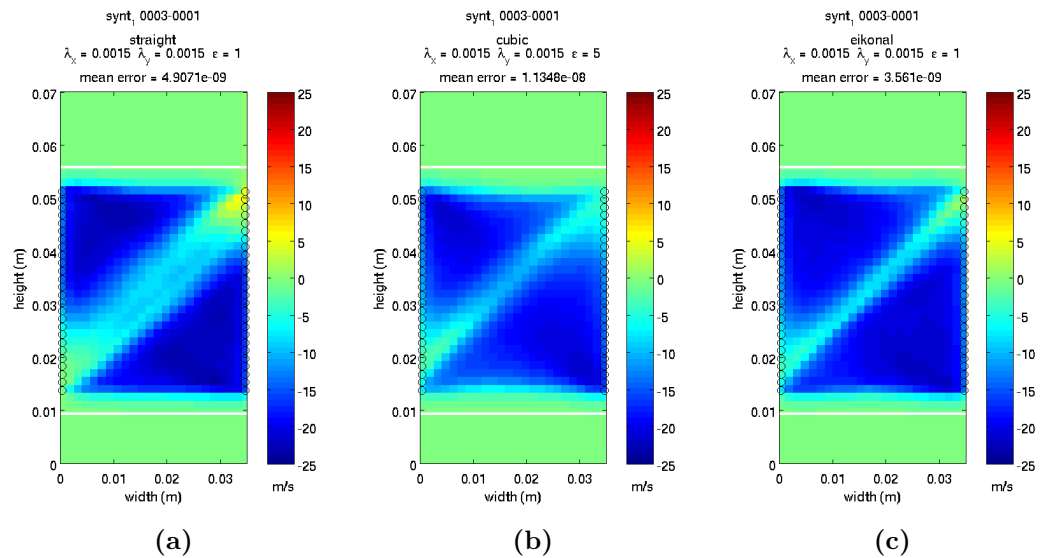 synt₁ 0003-0001
straight
λₓ = 0.0015 λᵧ = 0.0015 ε = 1
mean error = 4.9071e-09
0.07
0.06
0.05
0.04
0.03
0.02
0.01
0
height (m)
0 0.01 0.02 0.03
width (m)
25
20
15
10
5
0
-5
-10
-15
-20
-25
m/s
(a)
synt₁ 0003-0001
cubic
λₓ = 0.0015 λᵧ = 0.0015 ε = 5
mean error = 1.1348e-08
0.07
0.06
0.05
0.04
0.03
0.02
0.01
0
height (m)
0 0.01 0.02 0.03
width (m)
25
20
15
10
5
0
-5
-10
-15
-20
-25
m/s
(b)
synt₁ 0003-0001
eikonal
λₓ = 0.0015 λᵧ = 0.0015 ε = 1
mean error = 3.561e-09
0.07
0.06
0.05
0.04
0.03
0.02
0.01
0
height (m)
0 0.01 0.02 0.03
width (m)
25
20
15
10
5
0
-5
-10
-15
-20
-25
m/s
(c)